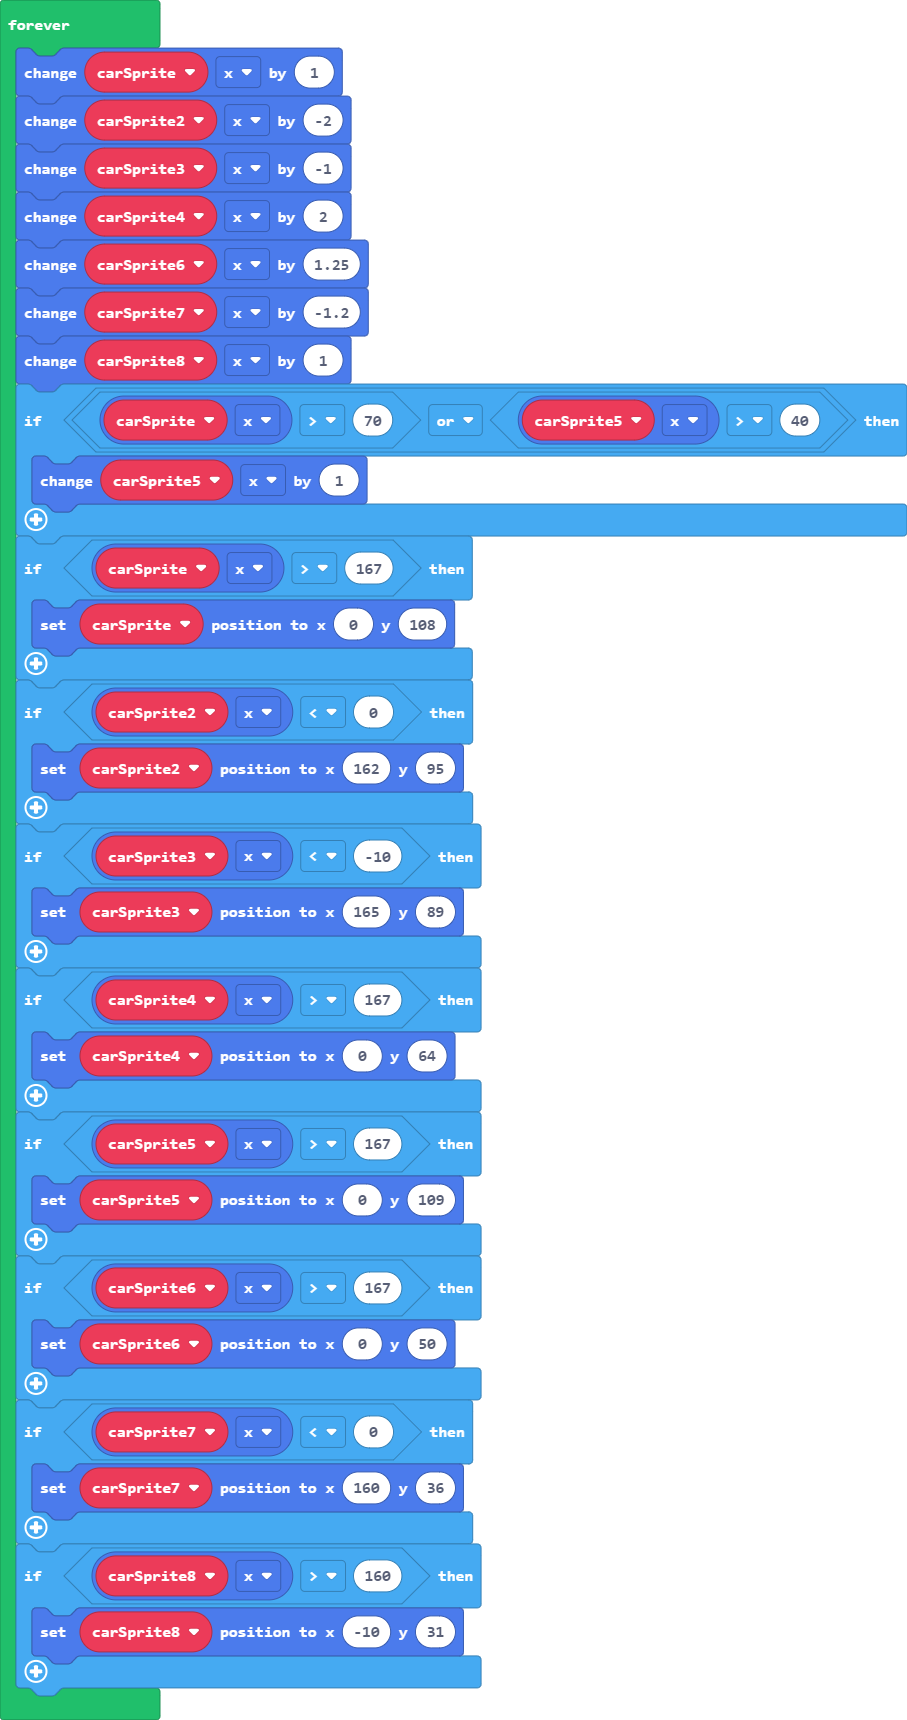 forever
change carSprite x by 1
change carSprite2 x by -2
change carSprite3 x by -1
change carSprite4 x by 2
change carSprite6 x by 1.25
change carSprite7 x by -1.2
change carSprite8 x by 1
if carSprite x > 70 or carSprite5 x > 40 then
change carSprite5 x by 1
if carSprite x > 167 then
set carSprite position to x 0 y 108
if carSprite2 x < 0 then
set carSprite2 position to x 162 y 95
if carSprite3 x < -10 then
set carSprite3 position to x 165 y 89
if carSprite4 x > 167 then
set carSprite4 position to x 0 y 64
if carSprite5 x > 167 then
set carSprite5 position to x 0 y 109
if carSprite6 x > 167 then
set carSprite6 position to x 0 y 50
if carSprite7 x < 0 then
set carSprite7 position to x 160 y 36
if carSprite8 x > 160 then
set carSprite8 position to x -10 y 31